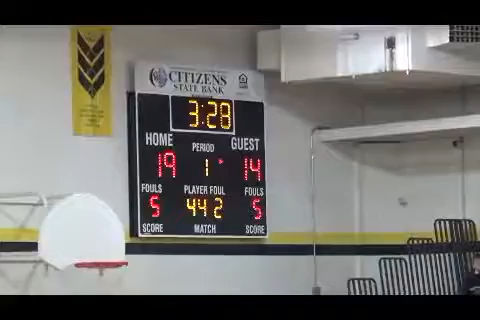 CITIZENS
STATE BANK
3:28
HOME PERIOD GUEST
19 1 14
FOULS PLAYER FOUL FOULS
5 44 2 5
SCORE MATCH SCORE